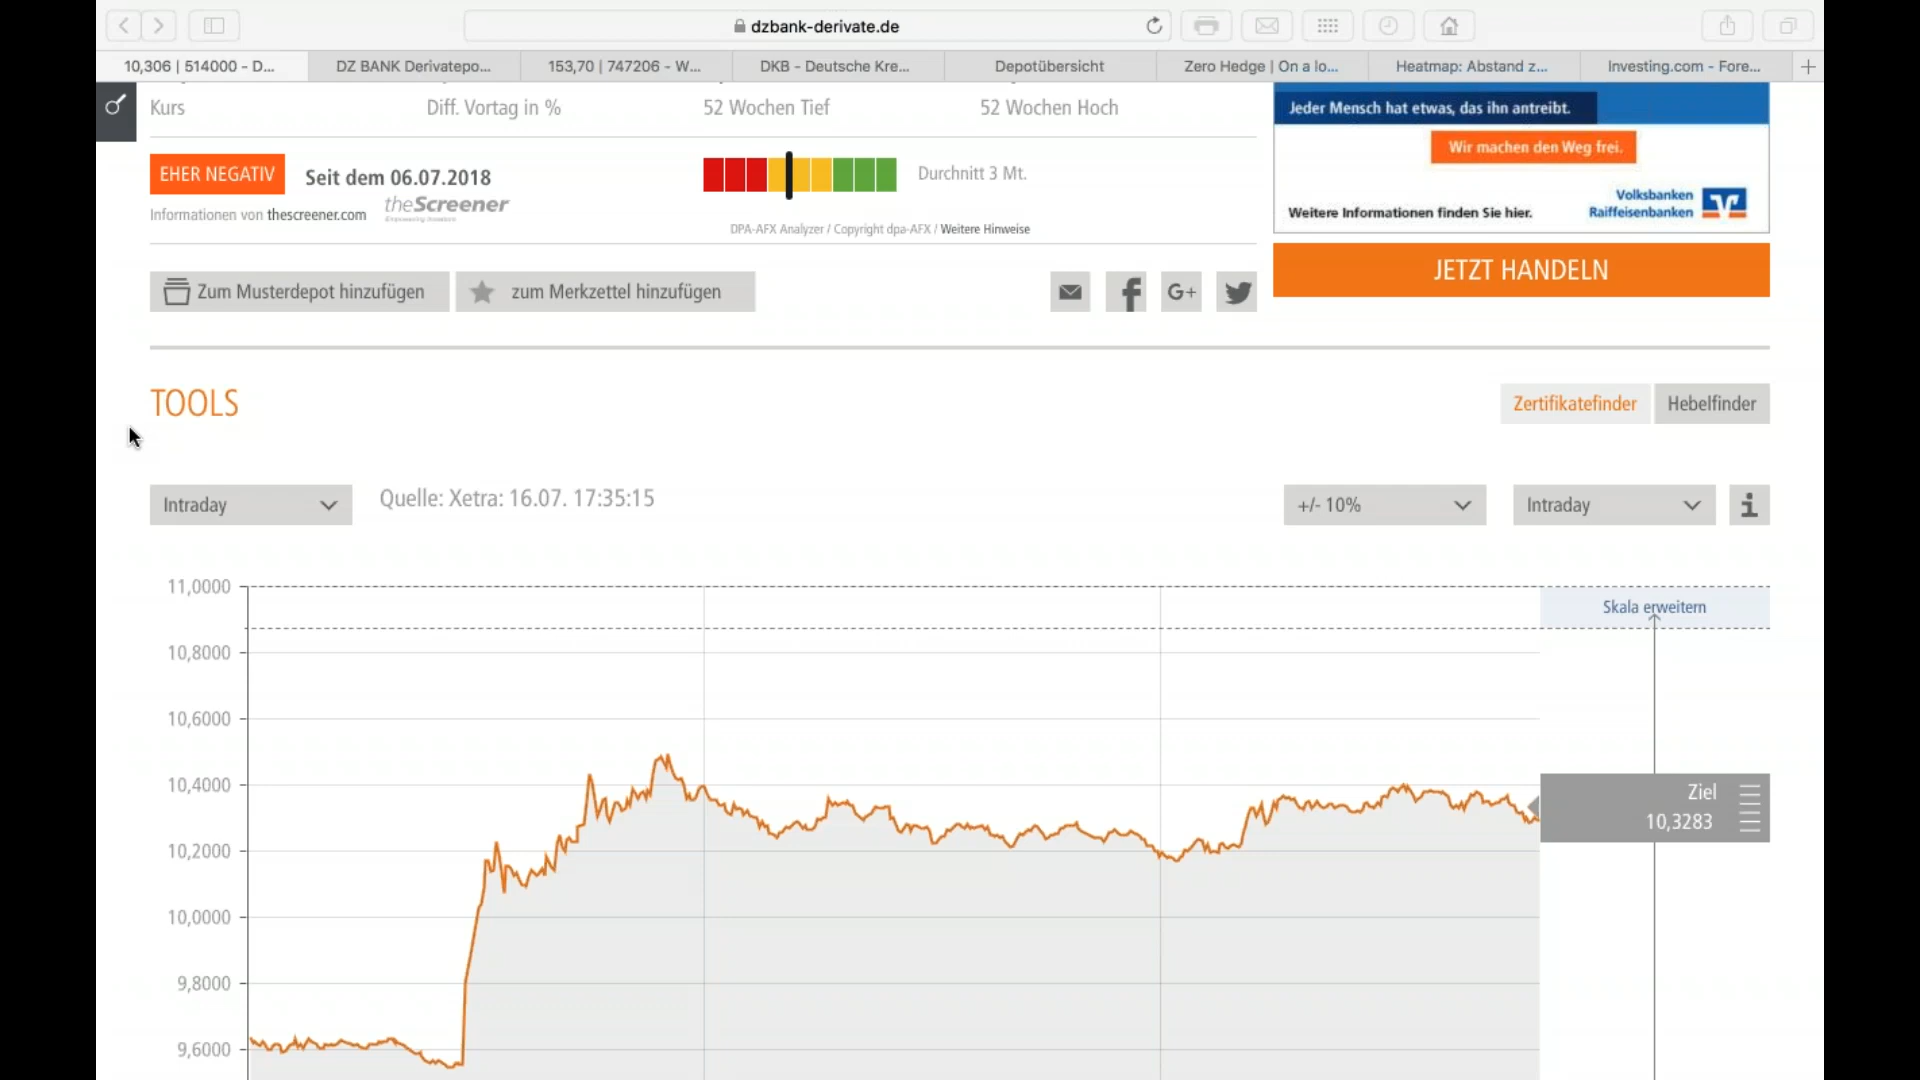 dzbank-derivate.de
10,306 | 514000 - D...
DZ BANK Derivatepo...
153,70 | 747206 - W...
DKB - Deutsche Kre...
Depotübersicht
Zero Hedge | On a lo...
Heatmap: Abstand z...
Investing.com - Fore...
Kurs
Diff. Vortag in %
52 Wochen Tief
52 Wochen Hoch
Jeder Mensch hat etwas, das ihn antreibt.
Wir machen den Weg frei.
Volksbanken
Raiffeisenbanken
Weitere Informationen finden Sie hier.
EHER NEGATIV
Seit dem 06.07.2018
Durchnitt 3 Mt.
Informationen von thescreener.com
theScreener
DPA-AFX Analyzer / Copyright dpa-AFX / Weitere Hinweise
JETZT HANDELN
Zum Musterdepot hinzufügen
zum Merkzettel hinzufügen
G+
TOOLS
Zertifikatefinder
Hebelfinder
Intraday
Quelle: Xetra: 16.07. 17:35:15
+/- 10%
Intraday
11,0000
Skala erweitern
10,8000
10,6000
10,4000
Ziel
10,3283
10,2000
10,0000
9,8000
9,6000